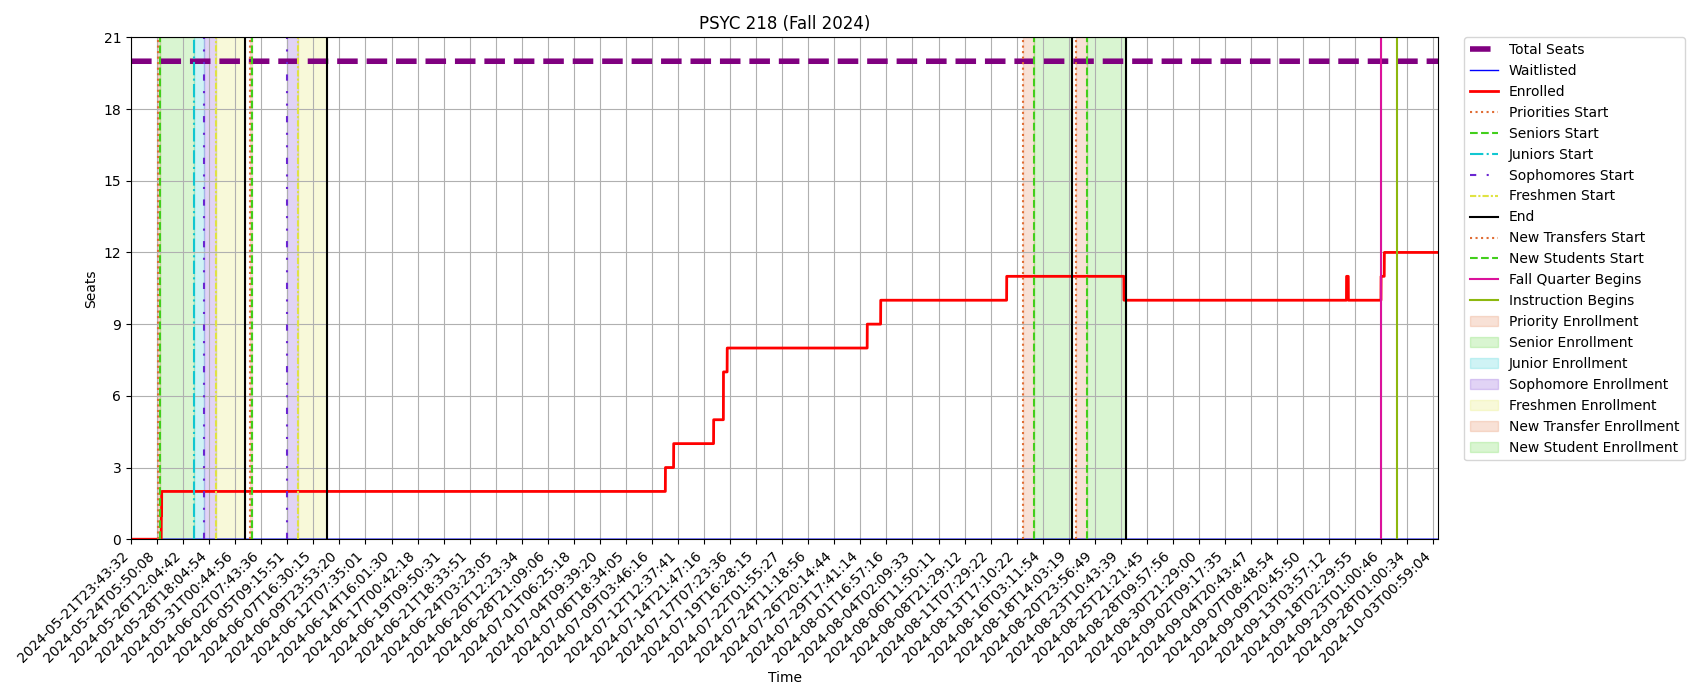 PSYC 218 (Fall 2024)
21
18
15
12
9
6
3
0
Seats
2024-05-21T23:43:32
2024-05-24T05:50:08
2024-05-26T12:04:42
2024-05-28T18:04:54
2024-05-31T00:44:56
2024-06-02T07:43:36
2024-06-05T09:15:51
2024-06-07T16:30:15
2024-06-09T23:53:20
2024-06-12T07:35:01
2024-06-14T16:01:30
2024-06-17T00:42:18
2024-06-19T09:50:31
2024-06-21T18:33:51
2024-06-24T03:23:05
2024-06-26T12:23:34
2024-06-28T21:09:06
2024-07-01T06:25:18
2024-07-04T09:39:20
2024-07-06T18:34:05
2024-07-09T03:46:16
2024-07-12T12:37:41
2024-07-14T21:47:16
2024-07-17T07:23:36
2024-07-19T16:28:15
2024-07-22T01:55:27
2024-07-24T11:18:56
2024-07-26T20:14:44
2024-07-29T17:41:14
2024-08-01T16:57:16
2024-08-04T02:09:33
2024-08-06T11:50:11
2024-08-08T21:29:12
2024-08-11T07:29:22
2024-08-13T17:10:22
2024-08-16T03:11:54
2024-08-18T14:03:19
2024-08-20T23:56:49
2024-08-23T10:43:39
2024-08-25T21:21:45
2024-08-28T09:57:56
2024-08-30T21:29:00
2024-09-02T09:17:35
2024-09-04T20:43:47
2024-09-07T08:48:54
2024-09-09T20:45:50
2024-09-13T03:57:12
2024-09-18T02:29:55
2024-09-23T01:00:46
2024-09-28T01:00:34
2024-10-03T00:59:04
Time
Total Seats
Waitlisted
Enrolled
Priorities Start
Seniors Start
Juniors Start
Sophomores Start
Freshmen Start
End
New Transfers Start
New Students Start
Fall Quarter Begins
Instruction Begins
Priority Enrollment
Senior Enrollment
Junior Enrollment
Sophomore Enrollment
Freshmen Enrollment
New Transfer Enrollment
New Student Enrollment